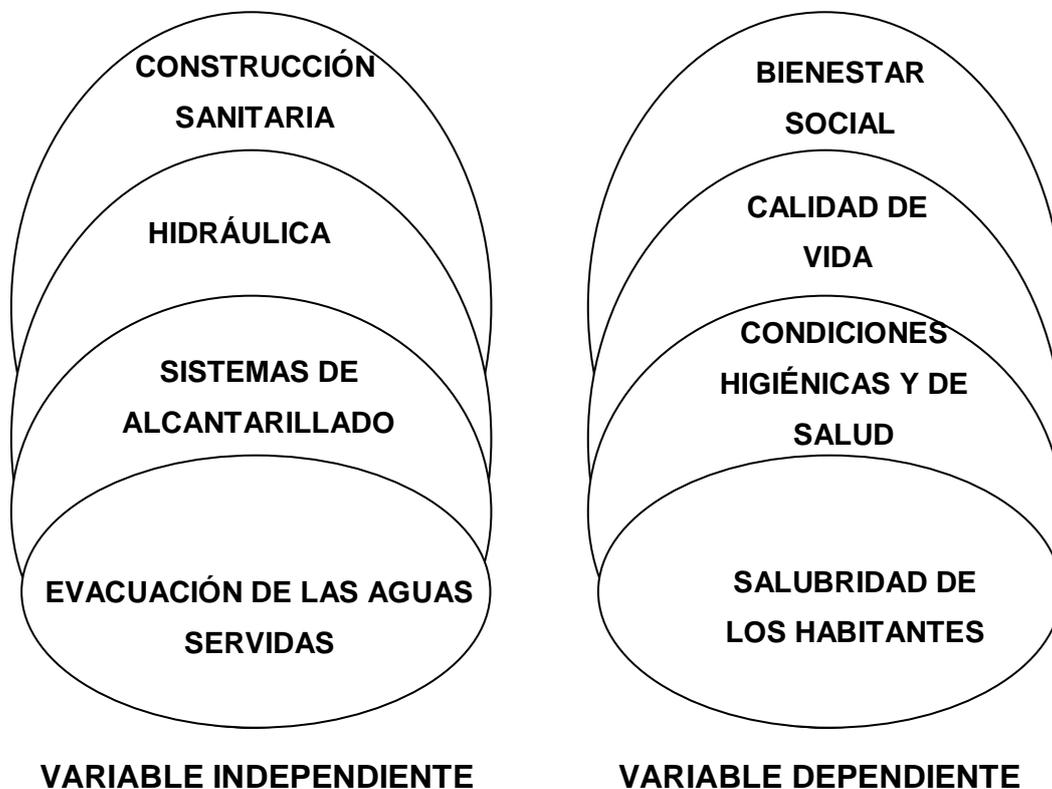 CONSTRUCCIÓN
SANITARIA
HIDRÁULICA
SISTEMAS DE
ALCANTARILLADO
EVACUACIÓN DE LAS AGUAS
SERVIDAS
VARIABLE INDEPENDIENTE
BIENESTAR
SOCIAL
CALIDAD DE
VIDA
CONDICIONES
HIGIÉNICAS Y DE
SALUD
SALUBRIDAD DE
LOS HABITANTES
VARIABLE DEPENDIENTE